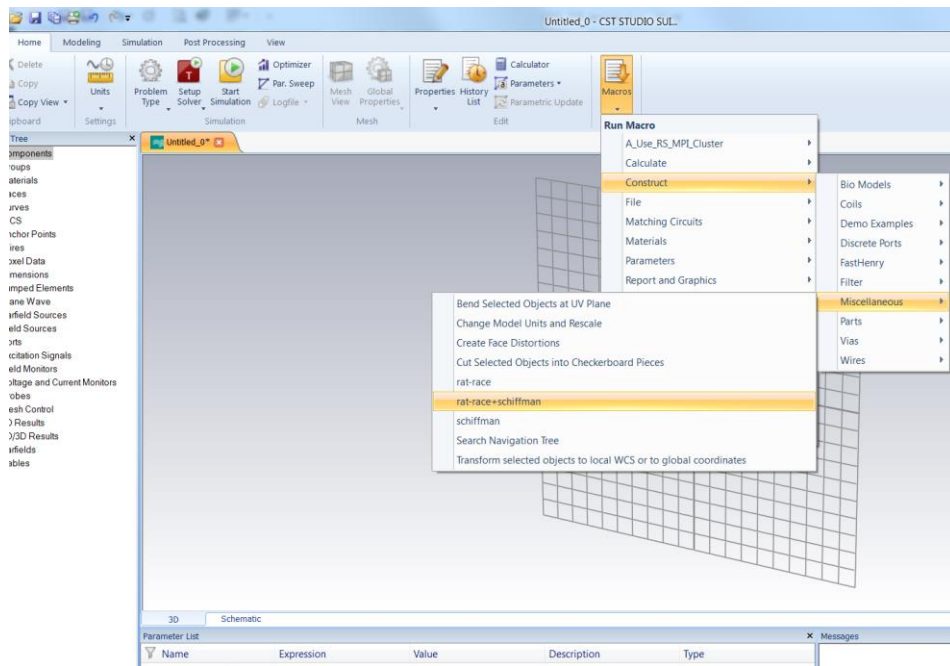 Untitled_0 - CST STUDIO SUI...
Home Modeling Simulation Post Processing View
Delete
Copy
Copy View
Units
Problem Type
Setup Solver
Start Simulation
Optimizer
Par. Sweep
Logfile
Mesh View
Global Properties
Properties
History List
Calculator
Parameters
Parametric Update
Macros
Settings
Simulation
Mesh
Edit
Tree
Untitled_0*
Run Macro
A_Use_RS_MPI_Cluster
Calculate
Construct
File
Matching Circuits
Materials
Parameters
Report and Graphics
Bio Models
Coils
Demo Examples
Discrete Ports
FastHenry
Filter
Miscellaneous
Parts
Vias
Wires
Bend Selected Objects at UV Plane
Change Model Units and Rescale
Create Face Distortions
Cut Selected Objects into Checkerboard Pieces
rat-race
rat-race+schiffman
schiffman
Search Navigation Tree
Transform selected objects to local WCS or to global coordinates
omponents
roups
aterials
aces
urves
CS
nchor Points
ires
oxel Data
mensions
umped Elements
ane Wave
arfield Sources
eld Sources
orts
xcitation Signals
eld Monitors
oltage and Current Monitors
robes
esh Control
D Results
D/3D Results
arfields
ables
3D Schematic
Parameter List
Messages
Name Expression Value Description Type